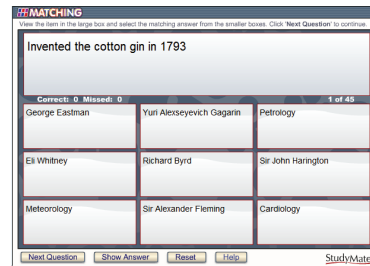 MATCHING
View the item in the large box and select the matching answer from the smaller boxes. Click 'Next Question' to continue.
Invented the cotton gin in 1793
Correct: 0 Missed: 0 1 of 45
George Eastman Yuri Alexseyevich Gagarin Petrology
Eli Whitney Richard Byrd Sir John Harington
Meteorology Sir Alexander Fleming Cardiology
Next Question Show Answer Reset Help StudyMate